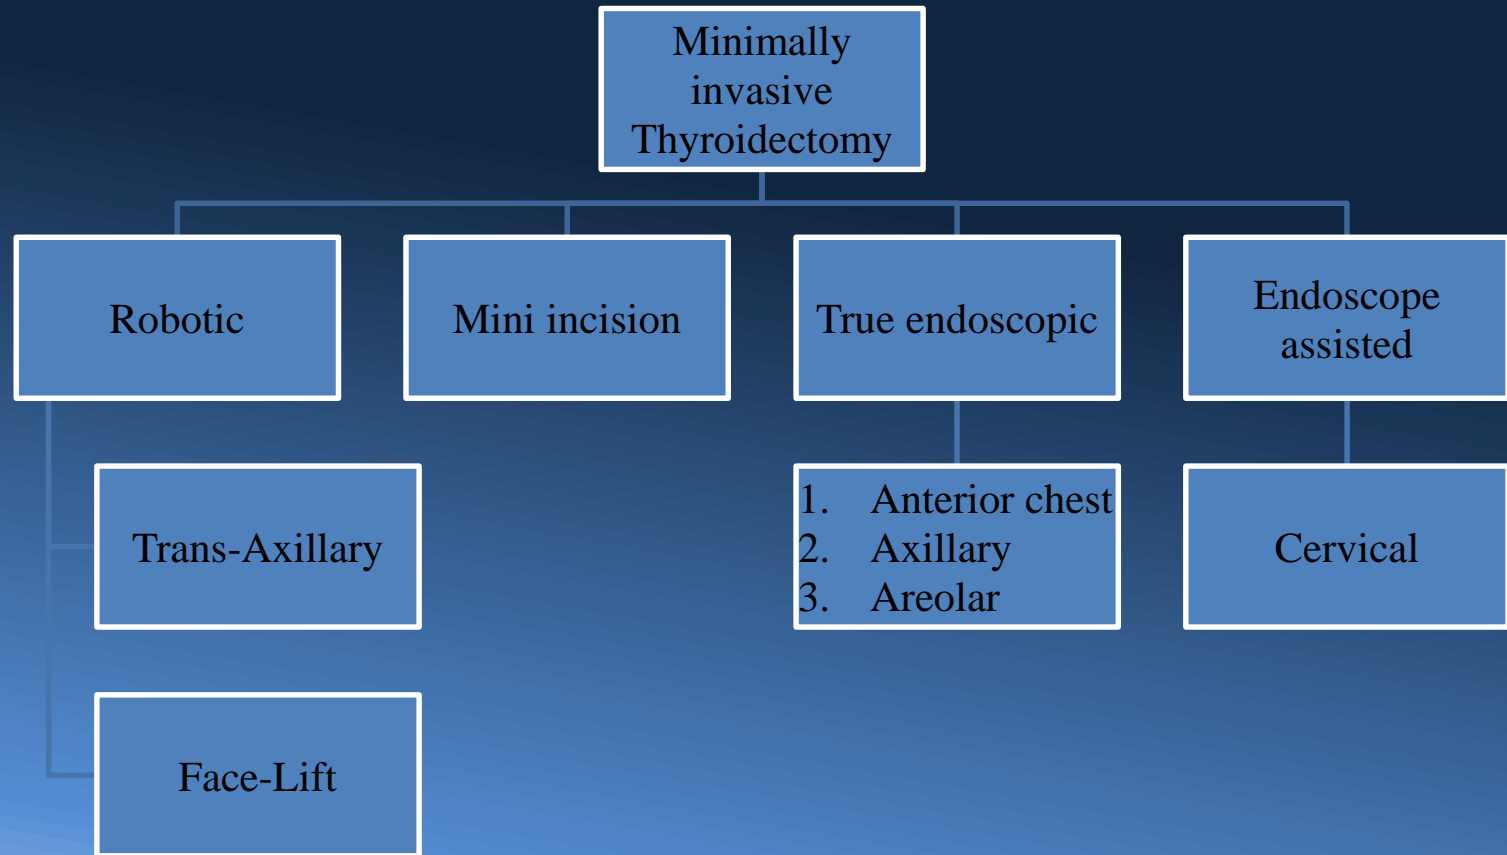 Minimally
invasive
Thyroidectomy
Robotic
Mini incision
True endoscopic
Endoscope
assisted
Trans-Axillary
1. Anterior chest
2. Axillary
3. Areolar
Cervical
Face-Lift